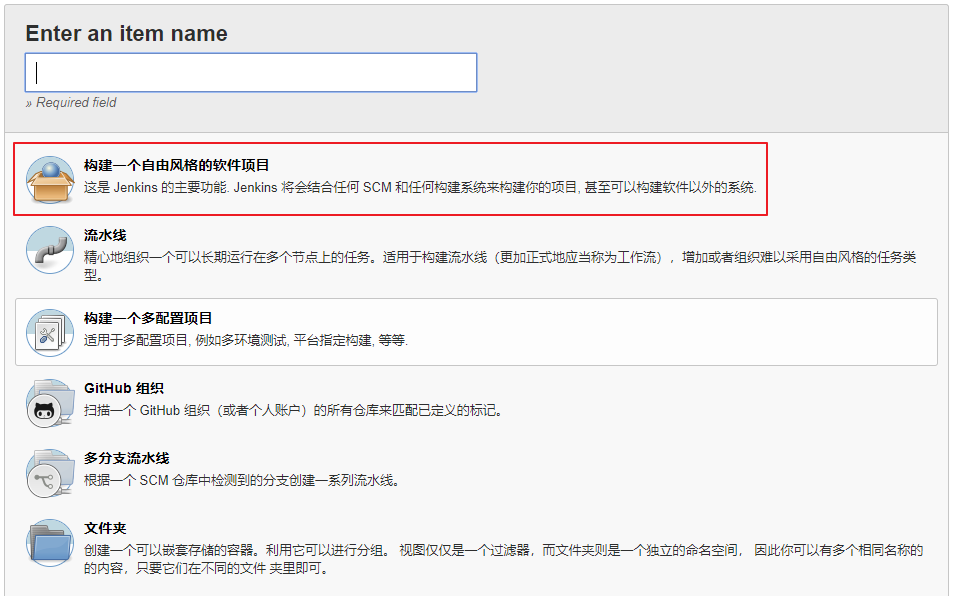 Enter an item name
» Required field
构建一个自由风格的软件项目
这是 Jenkins 的主要功能. Jenkins 将会结合任何 SCM 和任何构建系统来构建你的项目, 甚至可以构建软件以外的系统.
流水线
精心地组织一个可以长期运行在多个节点上的任务。适用于构建流水线（更加正式地应当称为工作流），增加或者组织难以采用自由风格的任务类
型。
构建一个多配置项目
适用于多配置项目, 例如多环境测试, 平台指定构建, 等等.
GitHub 组织
扫描一个 GitHub 组织（或者个人账户）的所有仓库来匹配已定义的标记。
多分支流水线
根据一个 SCM 仓库中检测到的分支创建一系列流水线。
文件夹
创建一个可以嵌套存储的容器。利用它可以进行分组。 视图仅仅是一个过滤器，而文件夹则是一个独立的命名空间， 因此你可以有多个相同名称的
的内容，只要它们在不同的文件 夹里即可。